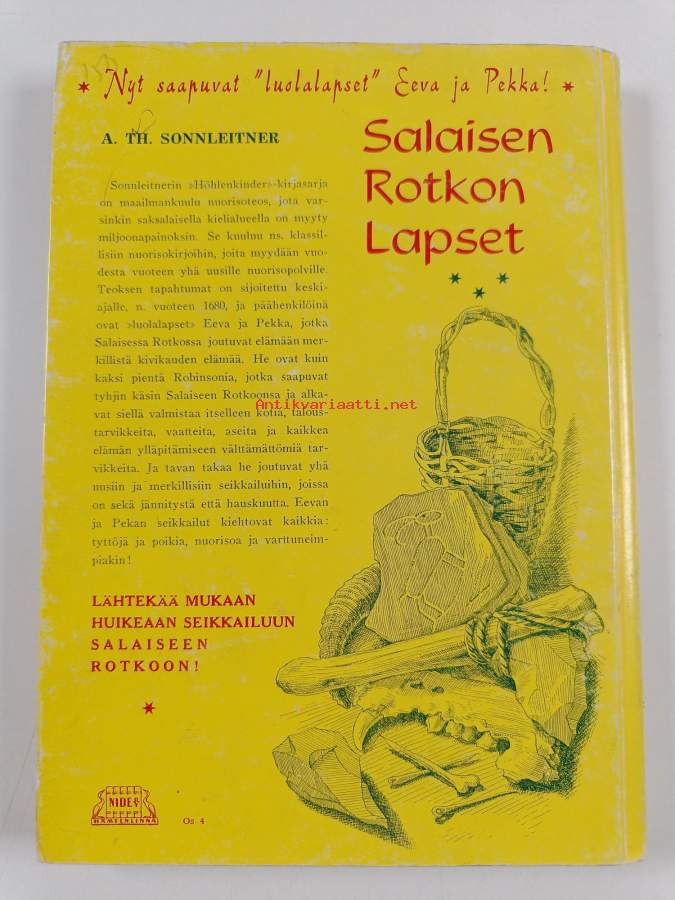 Nyt saapuvat "luolalapset" Eeva ja Pekka!
A. TH. SONNLEITNER
Sonnleitnerin »Höhlenkinder»-kirjasarja
on maailmankuulu nuorisoteos, jota var-
sinkin saksalaisella kielialueella on myyty
miljoonapainoksin. Se kuuluu ns. klassil-
lisiin nuorisokirjoihin, joita myydään vuo-
desta vuoteen yhä uusille nuorisopolville.
Teoksen tapahtumat on sijoitettu keski-
ajalle, n. vuoteen 1680, ja päähenkilöinä
ovat »luolalapset» Eeva ja Pekka, jotka
Salaisessa Rotkossa joutuvat elämään mer-
killistä kivikauden elämää. He ovat kuin
kaksi pientä Robinsonia, jotka saapuvat
tyhjin käsin Salaiseen Rotkoonsa ja alka-
vat siellä valmistaa itselleen kotia, talous-
tarvikkeita, vaatteita, aseita ja kaikkea
elämän ylläpitämiseen välttämättömiä tar-
vikkeita. Ja tavan takaa he joutuvat yhä
uusiin ja merkillisiin seikkailuihin, joissa
on sekä jännitystä että hauskuutta. Eevan
ja Pekan seikkailut kiehtovat kaikkia:
tyttöjä ja poikia, nuorisoa ja varttuneim-
piakin!
LÄHTEKÄÄ MUKAAN
HUIKEAAN SEIKKAILUUN
SALAISEEN
ROTKOON!
Salaisen
Rotkon
Lapset
Antikvariaatti.net
NIDE
HÄMEENLINNA
Os 4